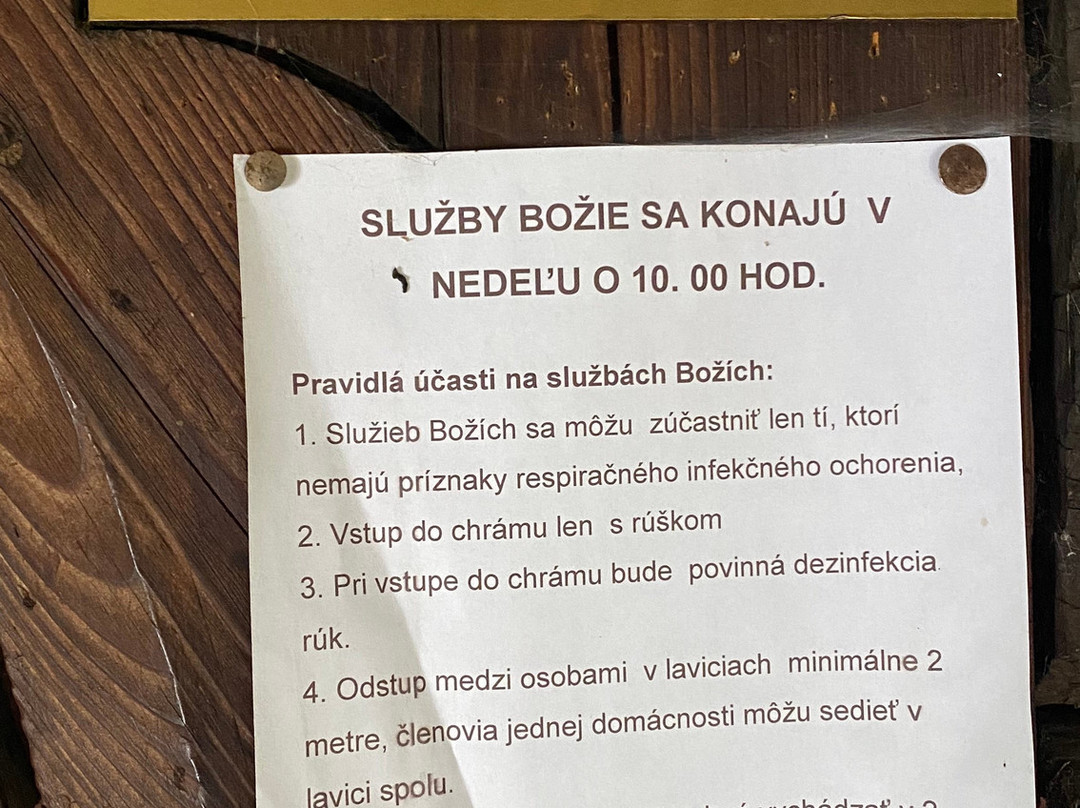 SLUŽBY BOŽIE SA KONAJÚ V
NEDEĽU O 10. 00 HOD.
Pravidlá účasti na službách Božích:
1. Služieb Božích sa môžu zúčastniť len tí, ktorí
nemajú príznaky respiračného infekčného ochorenia,
2. Vstup do chrámu len s rúškom
3. Pri vstupe do chrámu bude povinná dezinfekcia
rúk.
4. Odstup medzi osobami v laviciach minimálne 2
metre, členovia jednej domácnosti môžu sedieť v
lavici spolu.